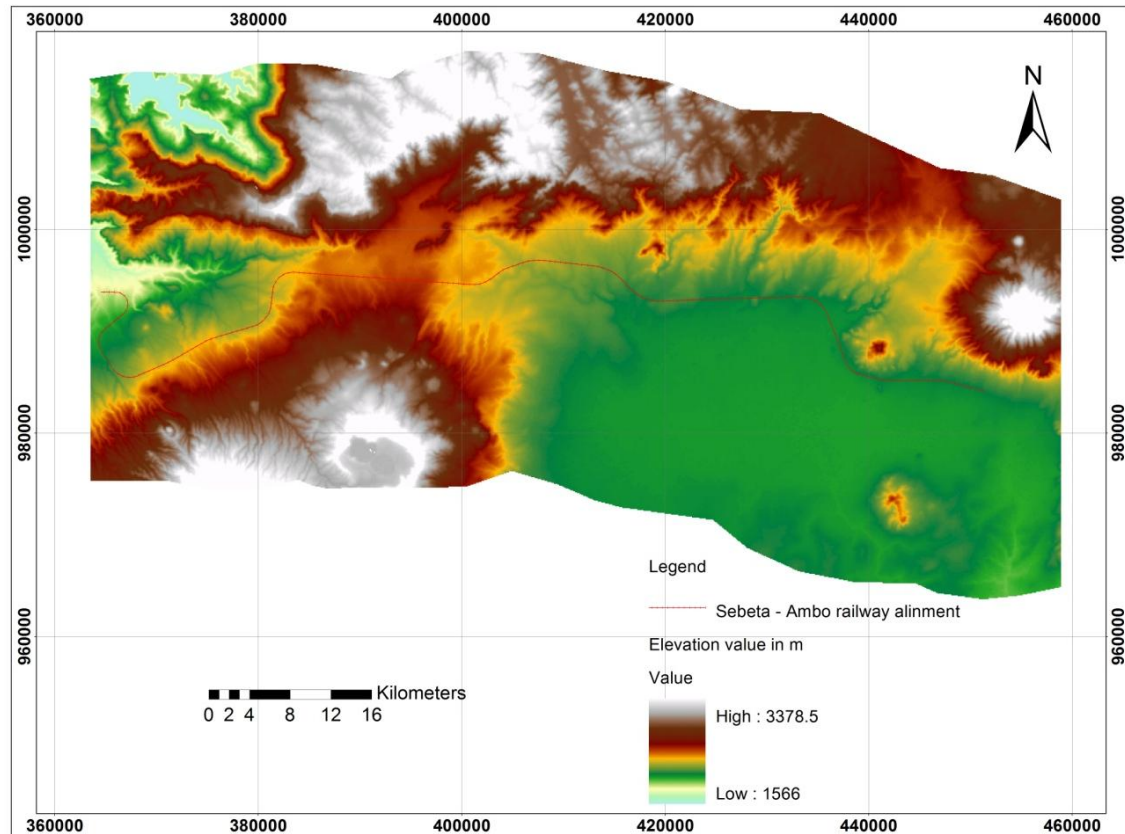 360000 380000 400000 420000 440000 460000
N
1000000 1000000
980000 980000
960000 960000
Legend
Sebeta - Ambo railway alinment
Elevation value in m
Value
High : 3378.5
Low : 1566
Kilometers
0 2 4 8 12 16
360000 380000 400000 420000 440000 460000